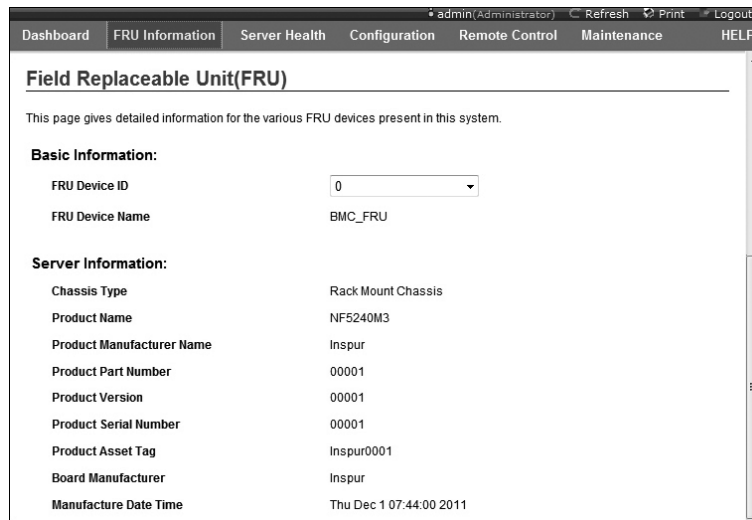 admin(Administrator) Refresh Print Logout
Dashboard FRU Information Server Health Configuration Remote Control Maintenance HELP
Field Replaceable Unit(FRU)
This page gives detailed information for the various FRU devices present in this system.
Basic Information:
FRU Device ID 0
FRU Device Name BMC_FRU
Server Information:
Chassis Type Rack Mount Chassis
Product Name NF5240M3
Product Manufacturer Name Inspur
Product Part Number 00001
Product Version 00001
Product Serial Number 00001
Product Asset Tag Inspur0001
Board Manufacturer Inspur
Manufacture Date Time Thu Dec 1 07:44:00 2011